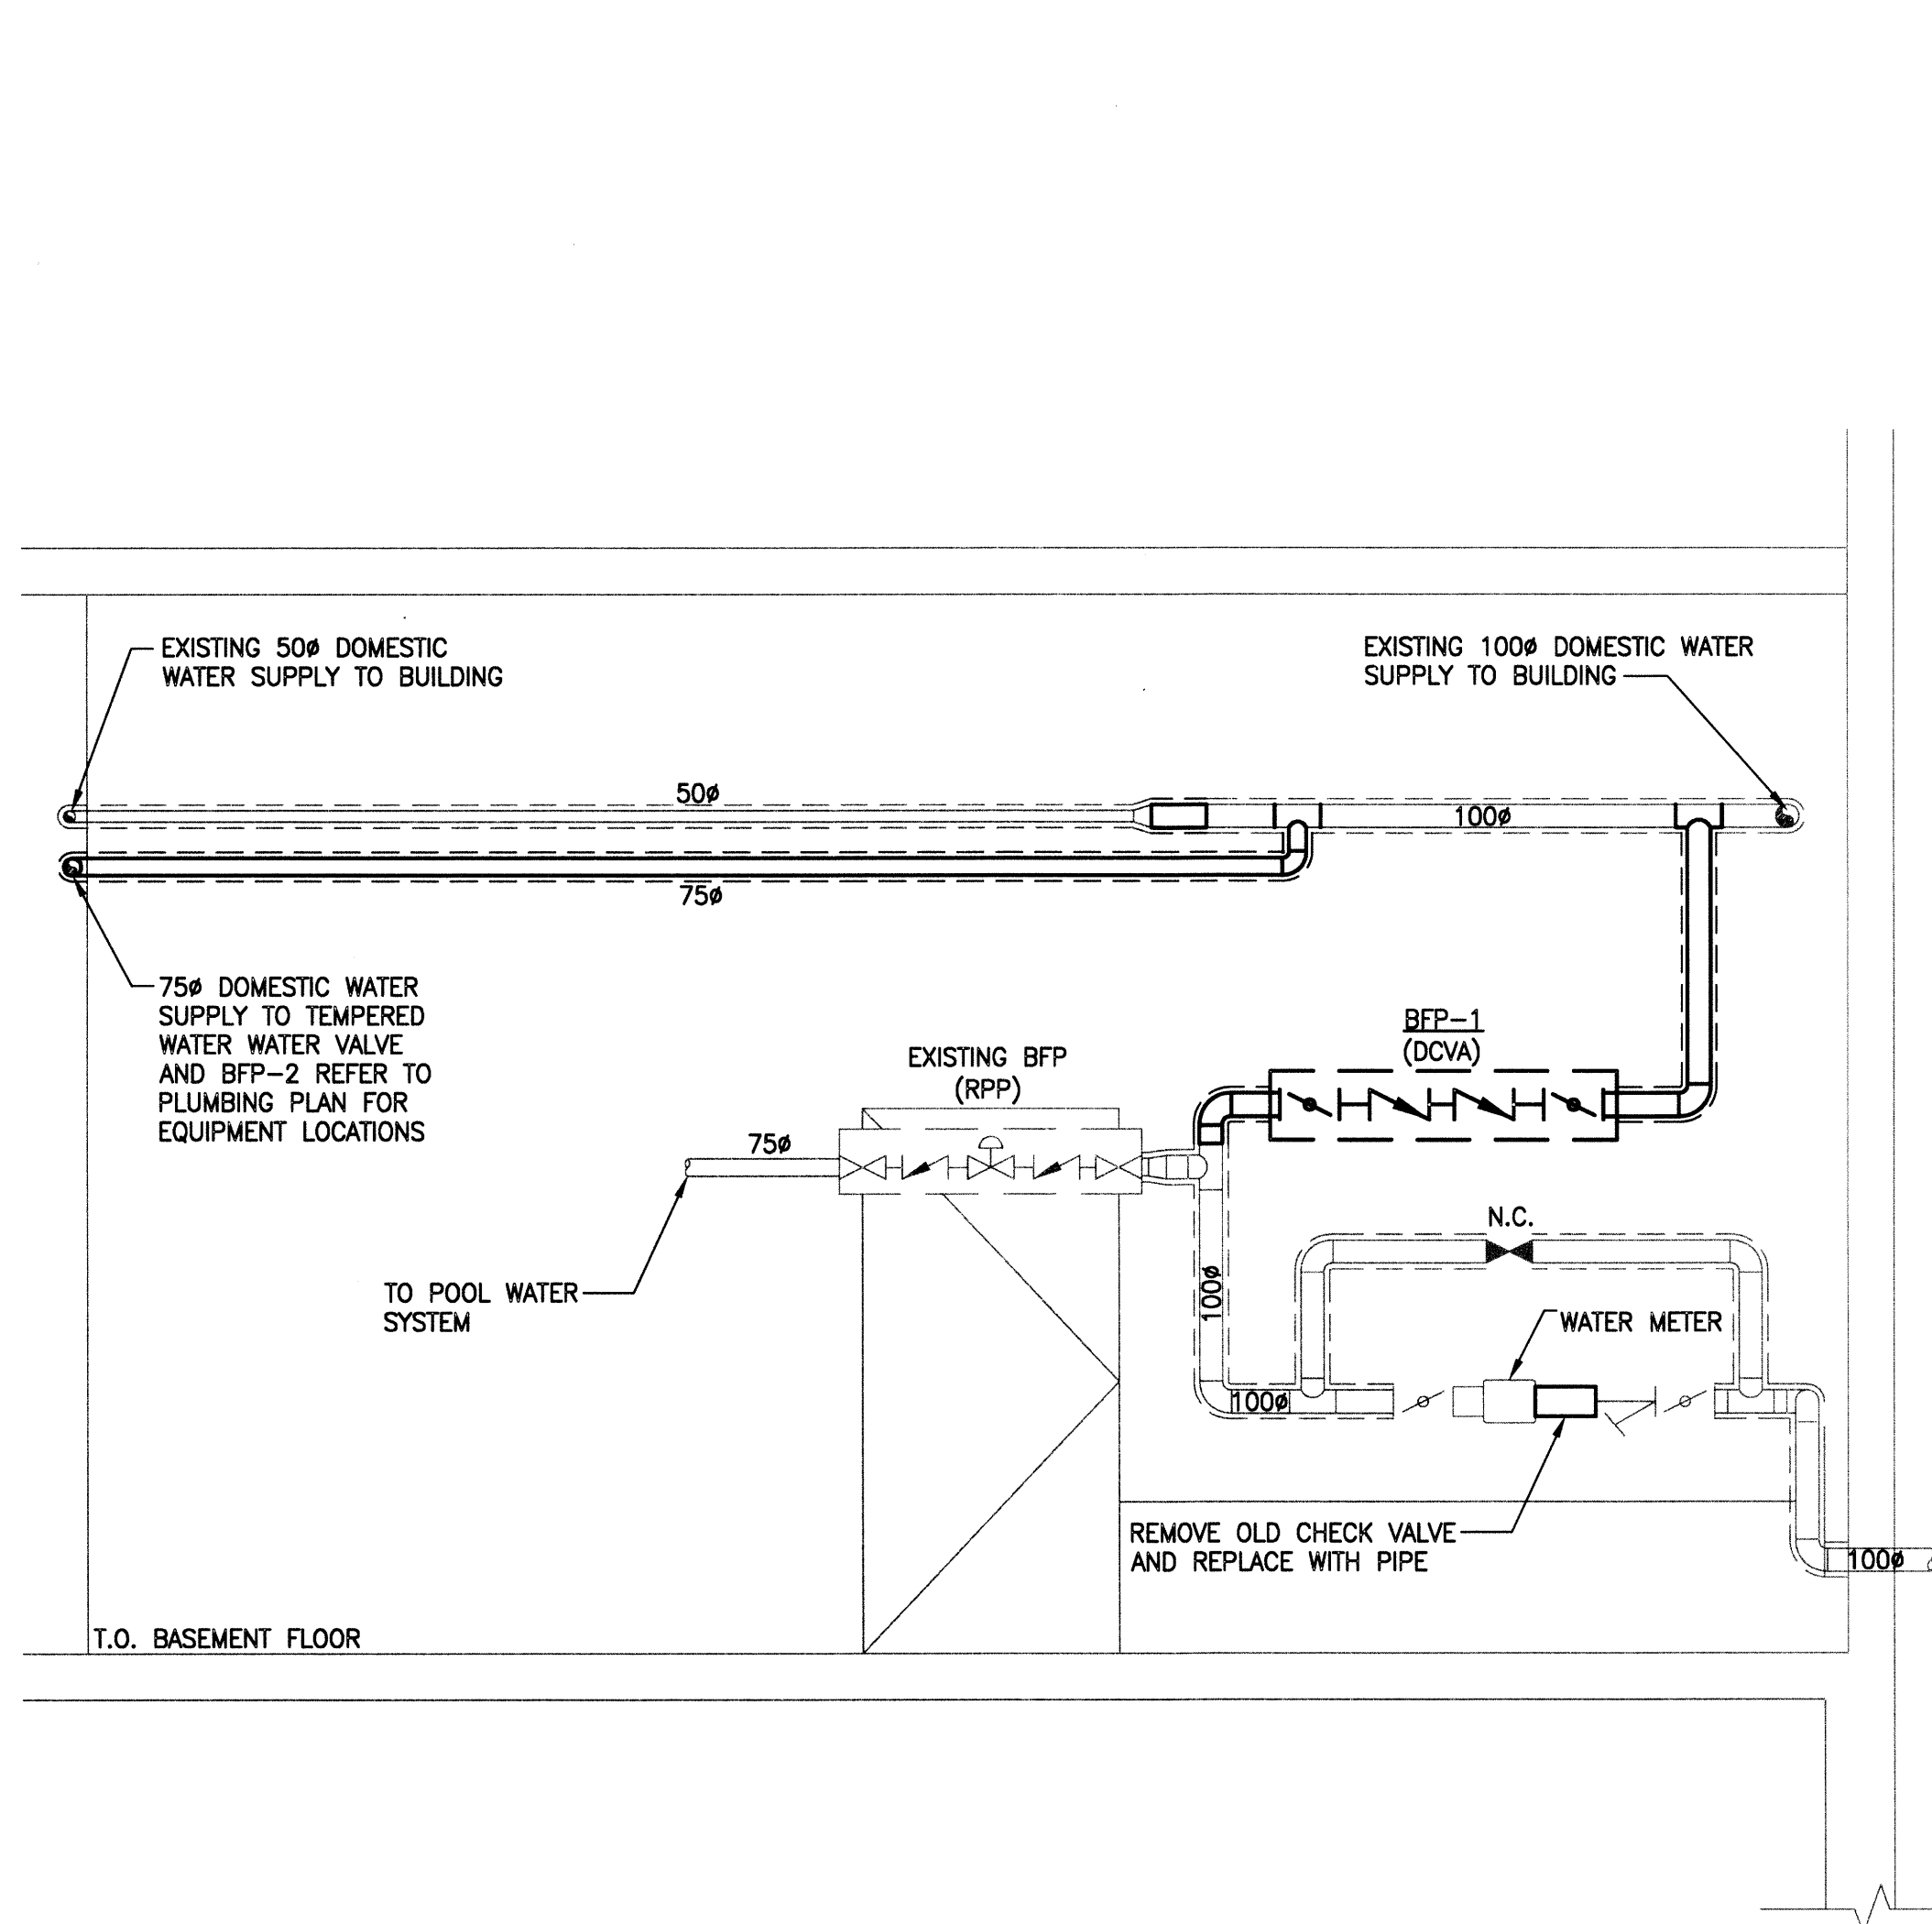 EXISTING 50ø DOMESTIC
WATER SUPPLY TO BUILDING
EXISTING 100ø DOMESTIC WATER
SUPPLY TO BUILDING
50ø
100ø
75ø
75ø DOMESTIC WATER
SUPPLY TO TEMPERED
WATER WATER VALVE
AND BFP-2 REFER TO
PLUMBING PLAN FOR
EQUIPMENT LOCATIONS
BFP-1
(DCVA)
EXISTING BFP
(RPP)
75ø
N.C.
100ø
TO POOL WATER
SYSTEM
WATER METER
100ø
REMOVE OLD CHECK VALVE
AND REPLACE WITH PIPE
100ø
T.O. BASEMENT FLOOR